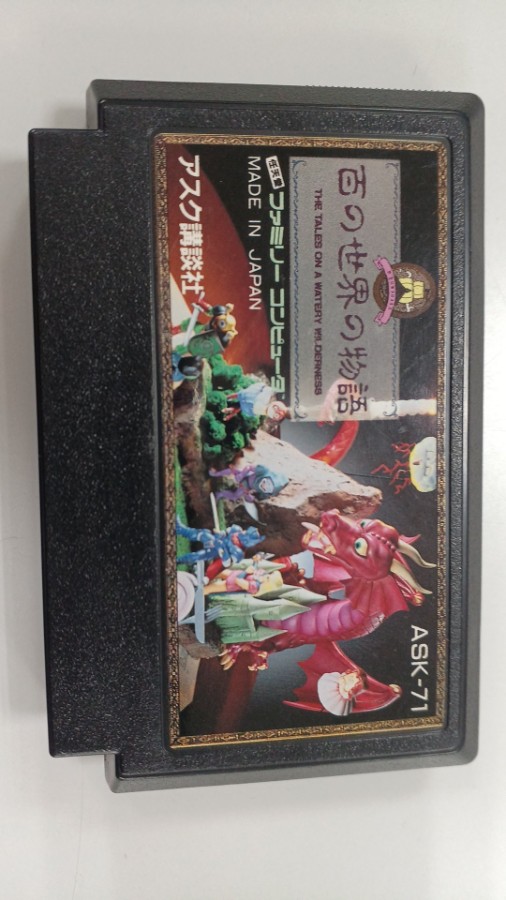 百の世界の物語
THE TALES ON A WATERY WILDERNESS
任天堂 ファミリーコンピュータ
MADE IN JAPAN
アスク講談社
ASK-71